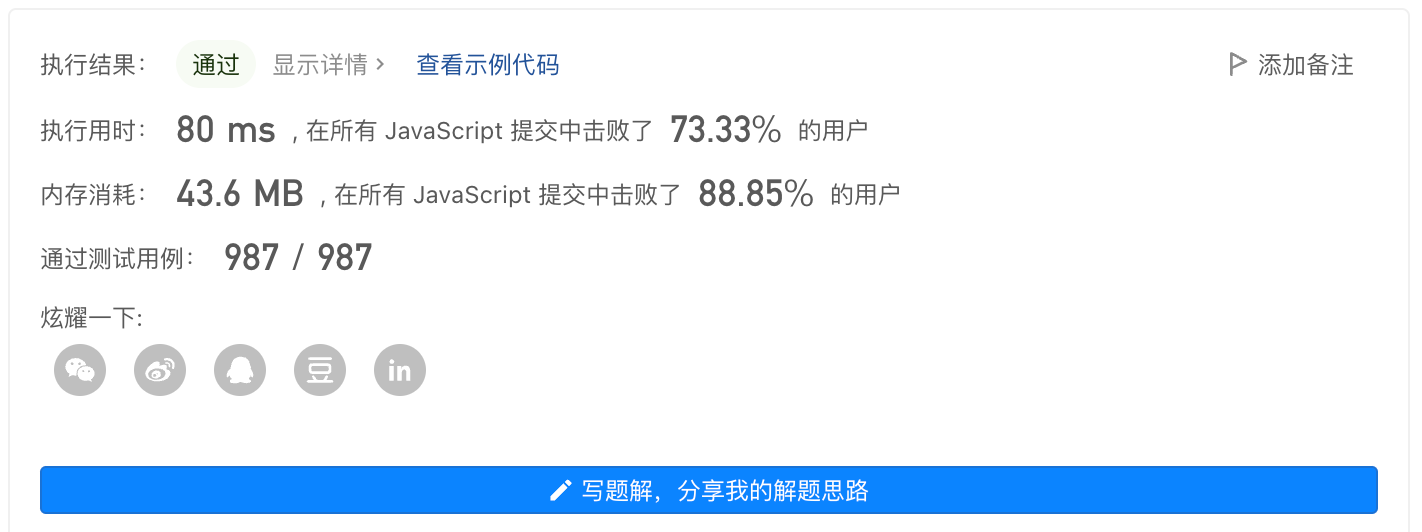 执行结果： 通过 显示详情 › 查看示例代码 添加备注
执行用时： 80 ms , 在所有 JavaScript 提交中击败了 73.33% 的用户
内存消耗： 43.6 MB , 在所有 JavaScript 提交中击败了 88.85% 的用户
通过测试用例： 987 / 987
炫耀一下:
豆 in
写题解，分享我的解题思路